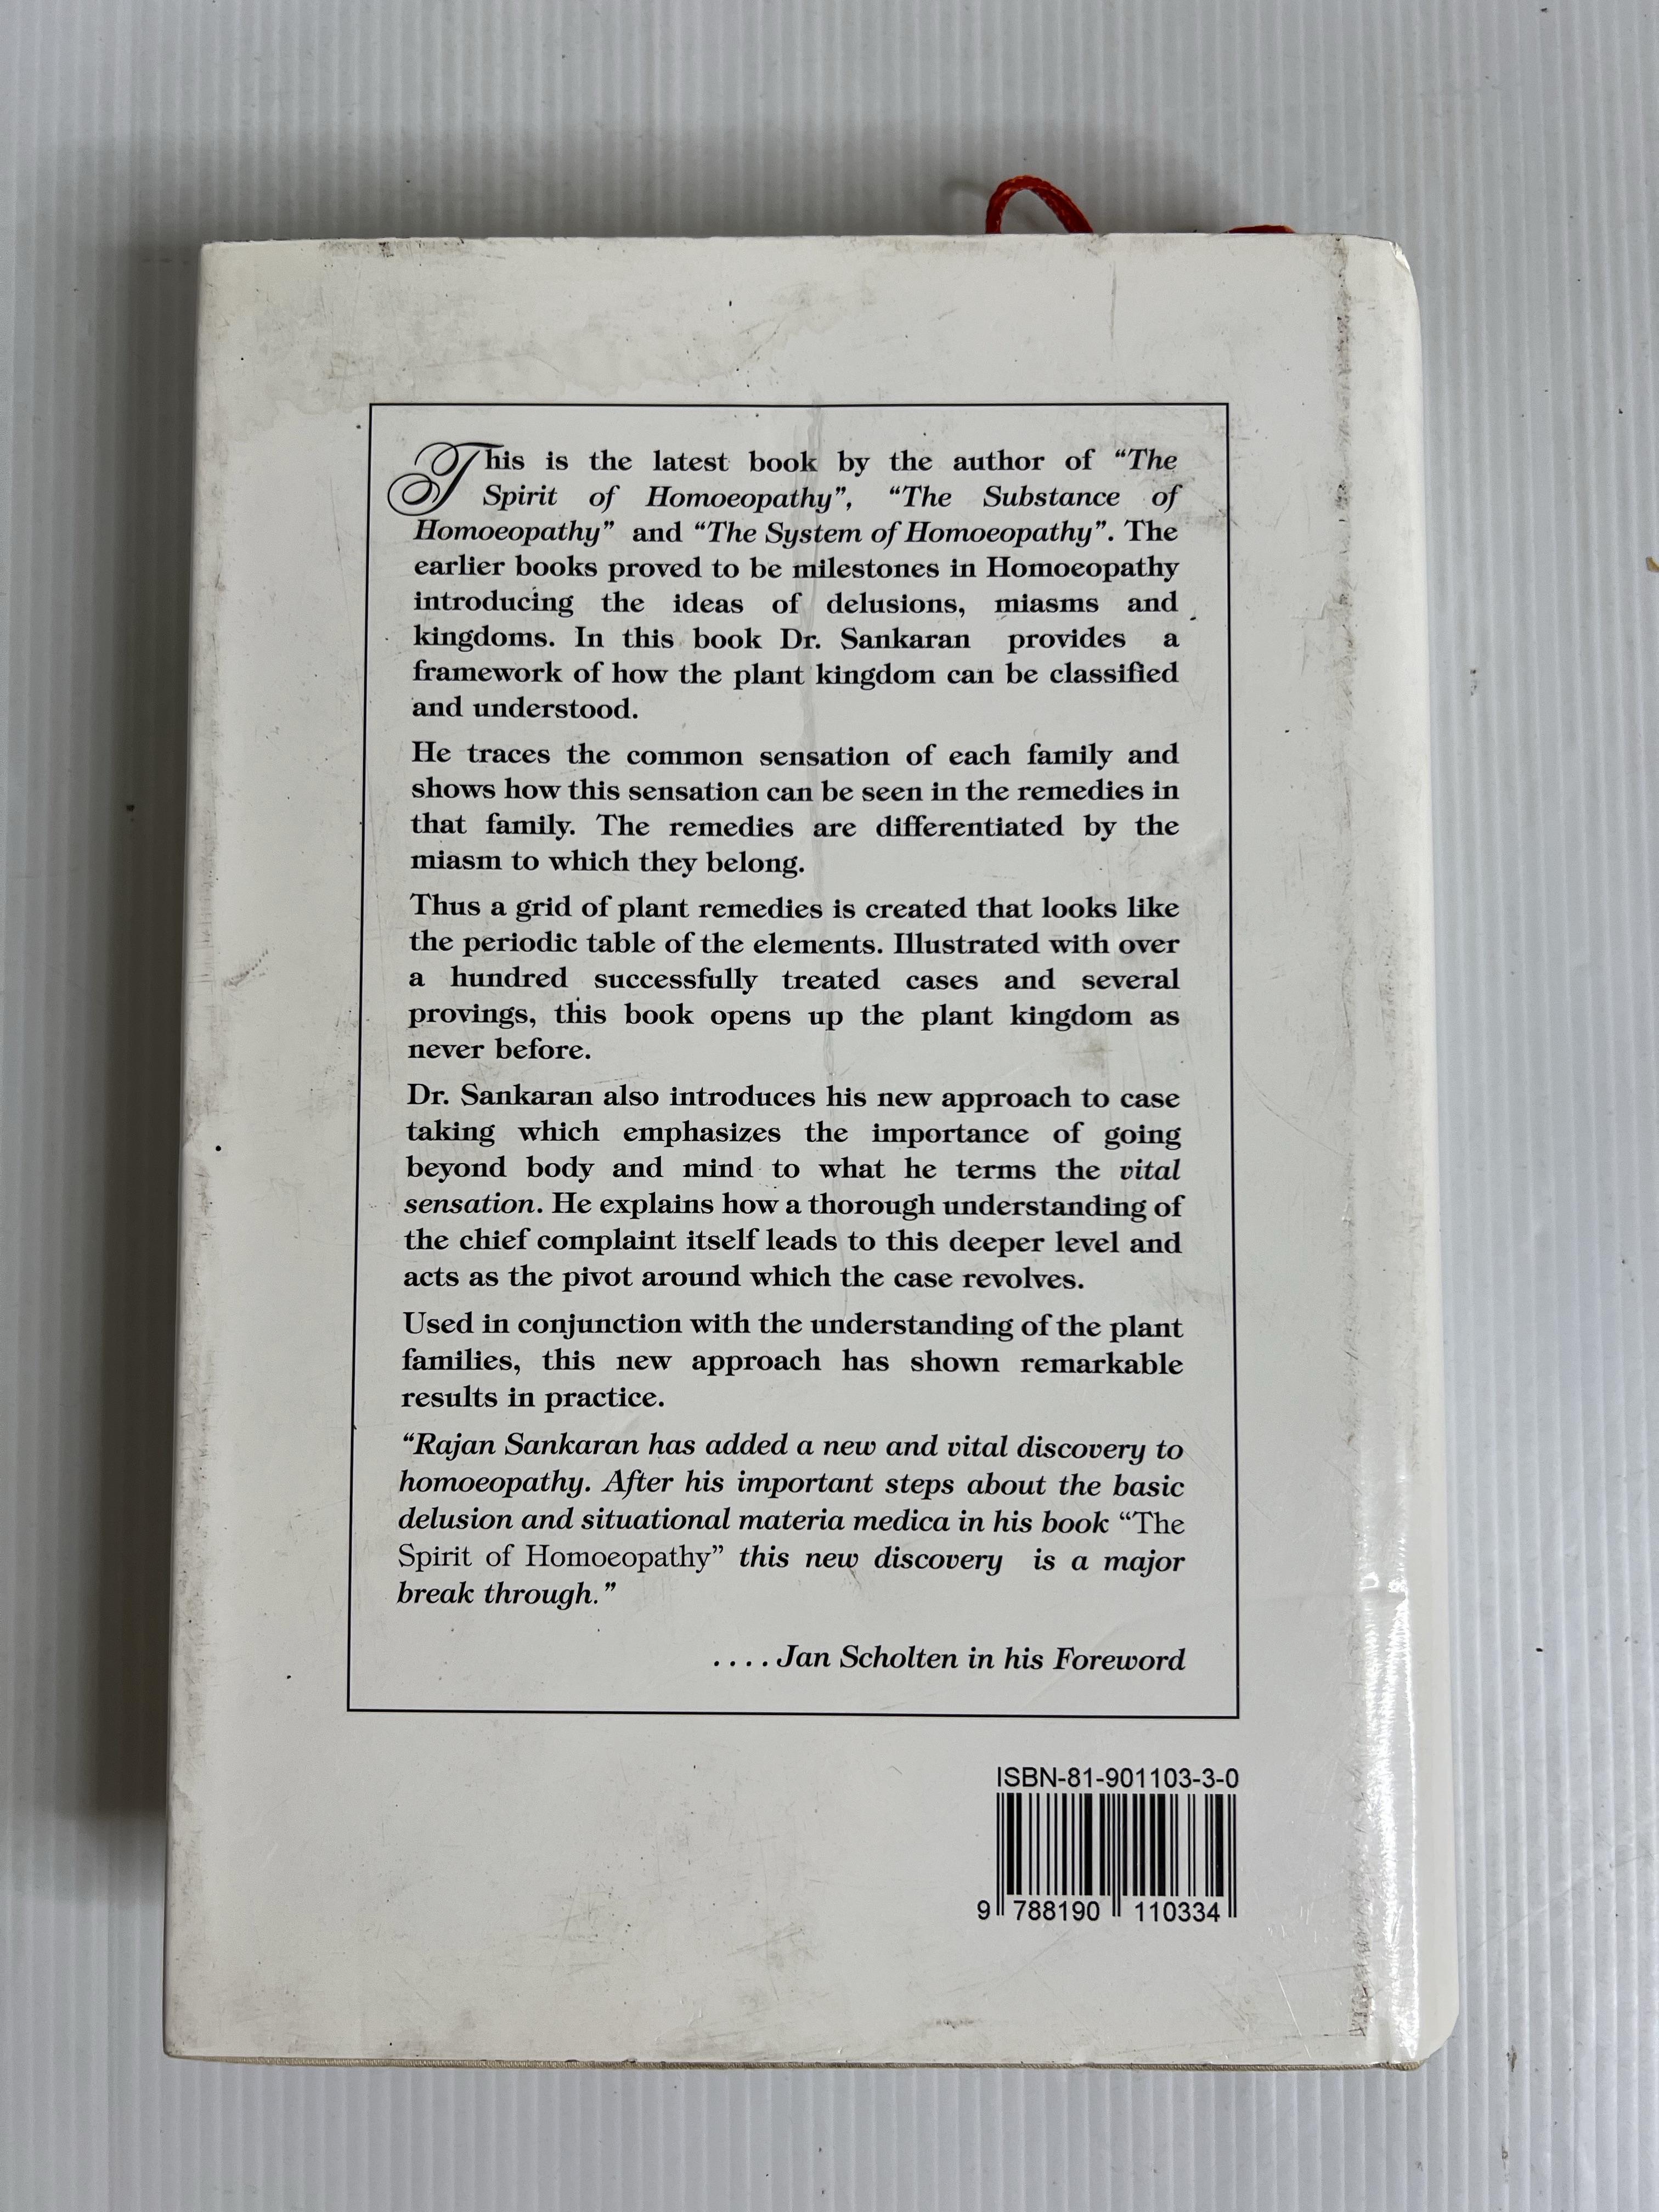 This is the latest book by the author of “The
Spirit of Homoeopathy”, “The Substance of
Homoeopathy” and “The System of Homoeopathy”. The
earlier books proved to be milestones in Homoeopathy
introducing the ideas of delusions, miasms and
kingdoms. In this book Dr. Sankaran provides a
framework of how the plant kingdom can be classified
and understood.
He traces the common sensation of each family and
shows how this sensation can be seen in the remedies in
that family. The remedies are differentiated by the
miasm to which they belong.
Thus a grid of plant remedies is created that looks like
the periodic table of the elements. Illustrated with over
a hundred successfully treated cases and several
provings, this book opens up the plant kingdom as
never before.
Dr. Sankaran also introduces his new approach to case
taking which emphasizes the importance of going
beyond body and mind to what he terms the vital
sensation. He explains how a thorough understanding of
the chief complaint itself leads to this deeper level and
acts as the pivot around which the case revolves.
Used in conjunction with the understanding of the plant
families, this new approach has shown remarkable
results in practice.
“Rajan Sankaran has added a new and vital discovery to
homoeopathy. After his important steps about the basic
delusion and situational materia medica in his book “The
Spirit of Homoeopathy” this new discovery is a major
break through.”
....Jan Scholten in his Foreword
ISBN-81-901103-3-0
9 788190 110334